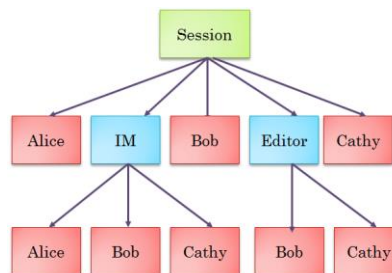 Session
Alice
IM
Bob
Editor
Cathy
Alice
Bob
Cathy
Bob
Cathy